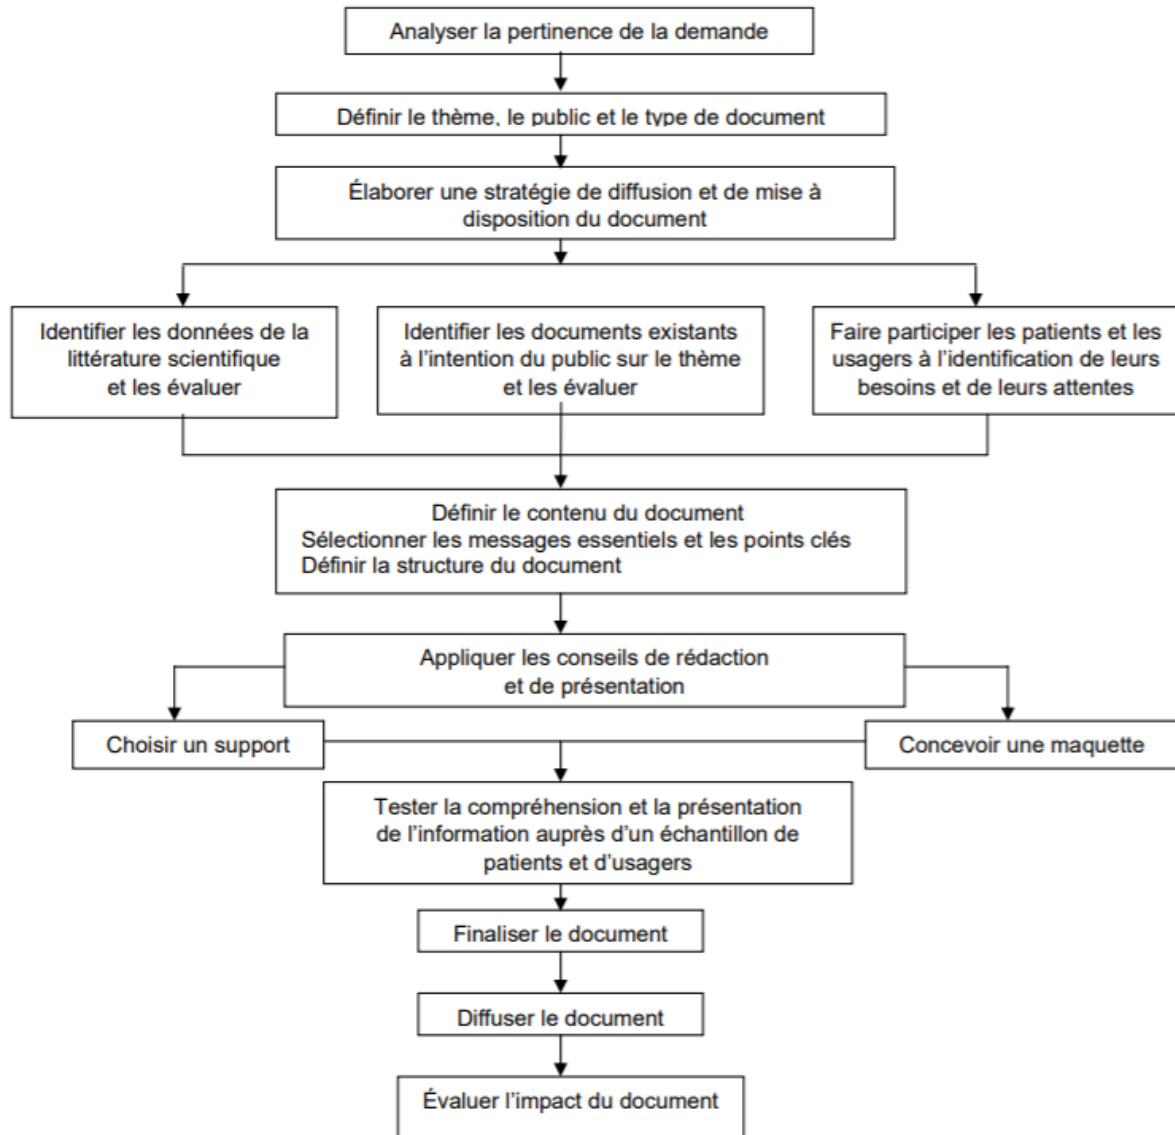 Analyser la pertinence de la demande
Définir le thème, le public et le type de document
Élaborer une stratégie de diffusion et de mise à
disposition du document
Identifier les données de la
littérature scientifique
et les évaluer
Identifier les documents existants
à l'intention du public sur le thème
et les évaluer
Faire participer les patients et les
usagers à l'identification de leurs
besoins et de leurs attentes
Définir le contenu du document
Sélectionner les messages essentiels et les points clés
Définir la structure du document
Appliquer les conseils de rédaction
et de présentation
Choisir un support
Concevoir une maquette
Tester la compréhension et la présentation
de l'information auprès d'un échantillon de
patients et d'usagers
Finaliser le document
Diffuser le document
Évaluer l'impact du document